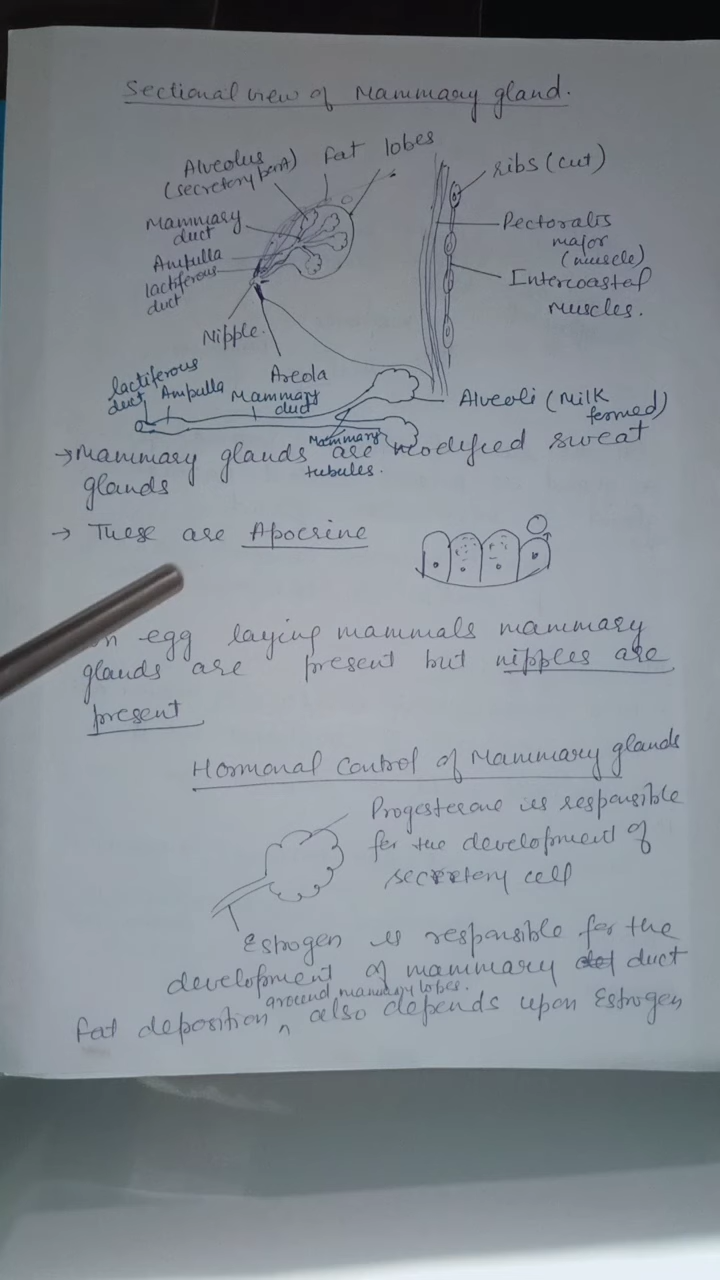 Sectional view of Mammary gland.
Alveolus
(secretory part)
fat
lobes
ribs (cut)
Mammary
duct
Ampulla
lactiferous
duct
Pectoralis
major
(muscle)
Intercoastal
muscles.
Nipple.
Areola
lactiferous
duct
Ampulla
Mammary
duct
Alveoli (Milk
formed)
Mammary
tubules.
→ Mammary glands are modified sweat
glands
→ These are Apocrine
egg laying mammals mammary
glands are present but nipples are
present
Hormonal Control of Mammary glands
Progesterone is responsible
for the development of
secretory cell
Estrogen is responsible for the
development of mammary duct
around mammary lobes.
fat deposition ^ also depends upon Estrogen